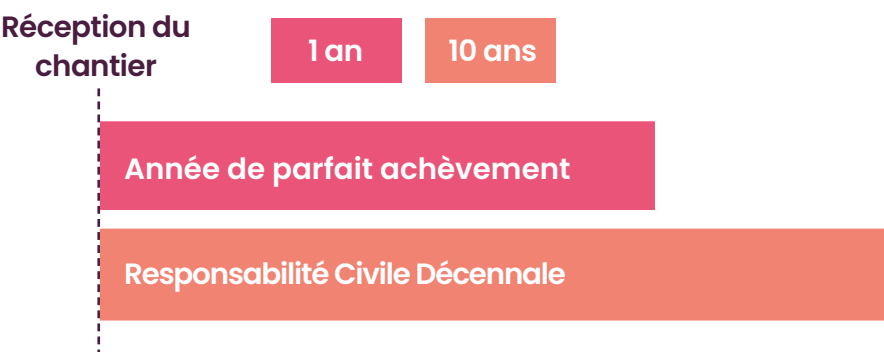 Réception du
chantier
1 an
10 ans
Année de parfait achèvement
Responsabilité Civile Décennale